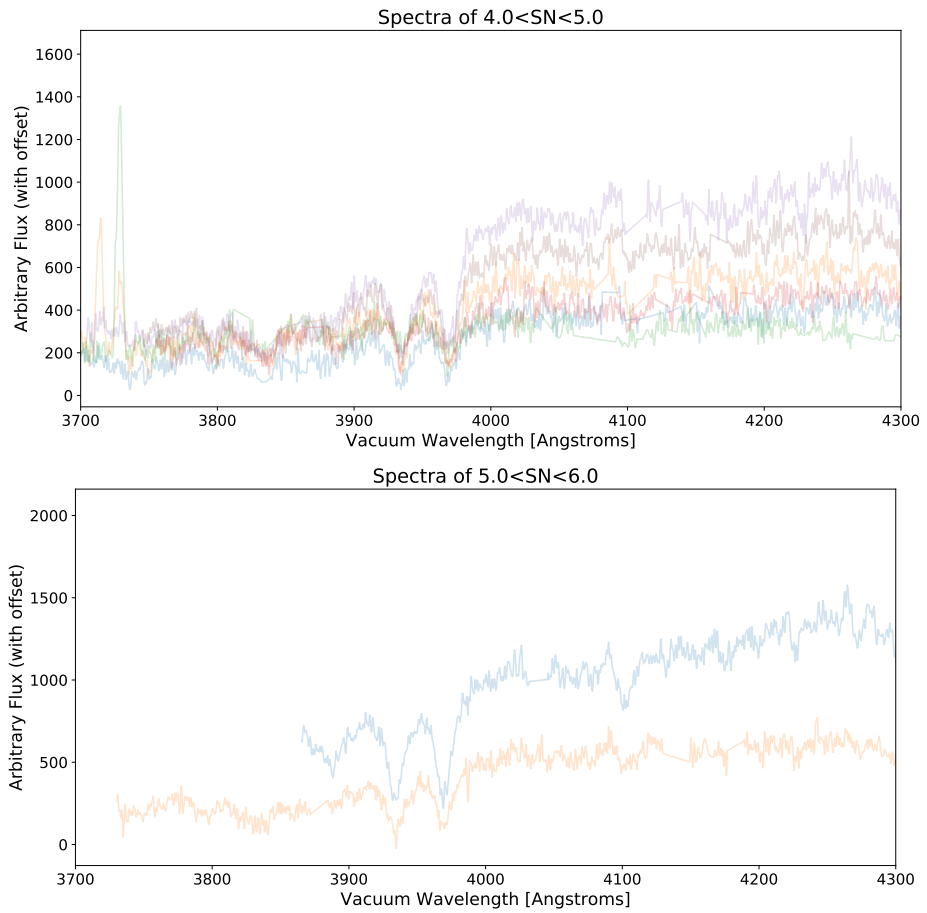 Spectra of 4.0<SN<5.0
Arbitrary Flux (with offset)
1600
1400
1200
1000
800
600
400
200
0
3700 3800 3900 4000 4100 4200 4300
Vacuum Wavelength [Angstroms]
Spectra of 5.0<SN<6.0
Arbitrary Flux (with offset)
2000
1500
1000
500
0
3700 3800 3900 4000 4100 4200 4300
Vacuum Wavelength [Angstroms]